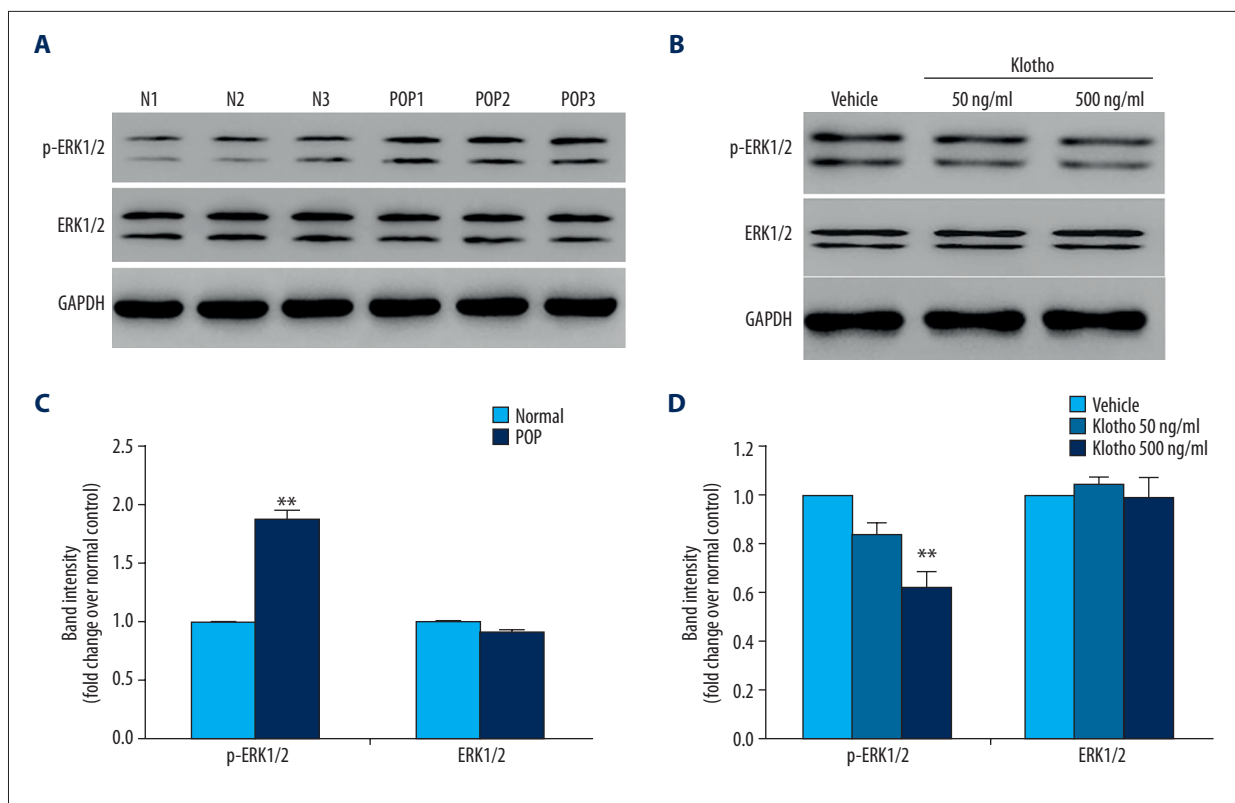 A
N1 N2 N3 POP1 POP2 POP3
p-ERK1/2
ERK1/2
GAPDH
B
Klotho
Vehicle 50 ng/ml 500 ng/ml
p-ERK1/2
ERK1/2
GAPDH
C
Normal
POP
Band intensity
(fold change over normal control)
2.5
2.0
1.5
1.0
0.5
0.0
**
p-ERK1/2 ERK1/2
D
Vehicle
Klotho 50 ng/ml
Klotho 500 ng/ml
Band intensity
(fold change over normal control)
1.2
1.0
0.8
0.6
0.4
0.2
0.0
**
p-ERK1/2 ERK1/2